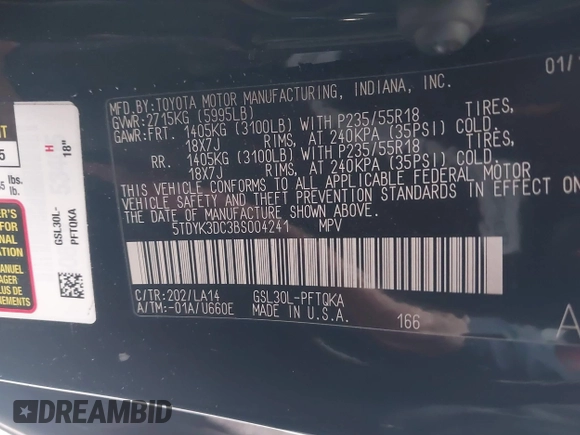 01/
MFD.BY:TOYOTA MOTOR MANUFACTURING, INDIANA, INC.
GVWR:2715KG (5995LB)
GAWR:FRT. 1405KG (3100LB) WITH P235/55R18 TIRES,
18X7J RIMS, AT 240KPA (35PSI) COLD.
RR. 1405KG (3100LB) WITH P235/55R18 TIRES,
18X7J RIMS, AT 240KPA (35PSI) COLD.
THIS VEHICLE CONFORMS TO ALL APPLICABLE FEDERAL MOTOR
VEHICLE SAFETY AND THEFT PREVENTION STANDARDS IN EFFECT ON
THE DATE OF MANUFACTURE SHOWN ABOVE.
5TDYK3DC3BS004241 MPV
C/TR:202/LA14 GSL30L-PFTQKA
A/TM:-01A/U660E MADE IN U.S.A. 166
A
5
lbs.
lb.
H
18"
GSL30L-
PFTQKA
MANUEL
DREAMBID